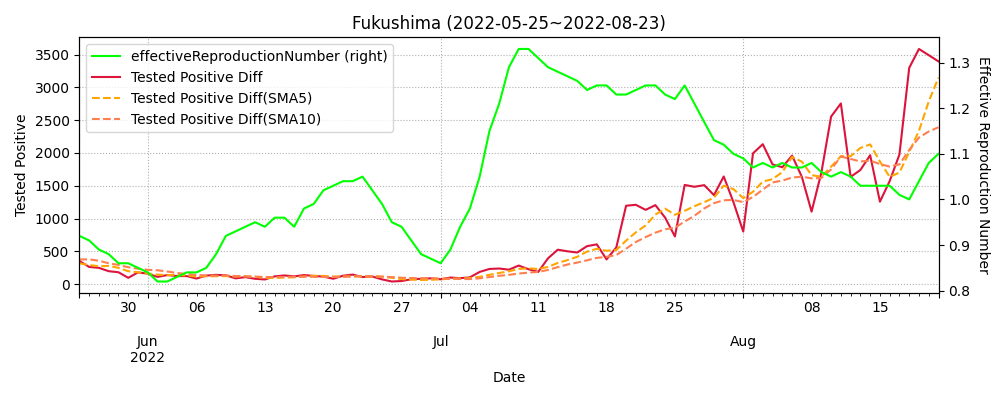 Fukushima (2022-05-25~2022-08-23)
effectiveReproductionNumber (right)
Tested Positive Diff
Tested Positive Diff(SMA5)
Tested Positive Diff(SMA10)
Tested Positive
3500
3000
2500
2000
1500
1000
500
0
Effective Reproduction Number
1.3
1.2
1.1
1.0
0.9
0.8
30 06 13 20 27 04 11 18 25 08 15
Jun Jul Aug
2022
Date